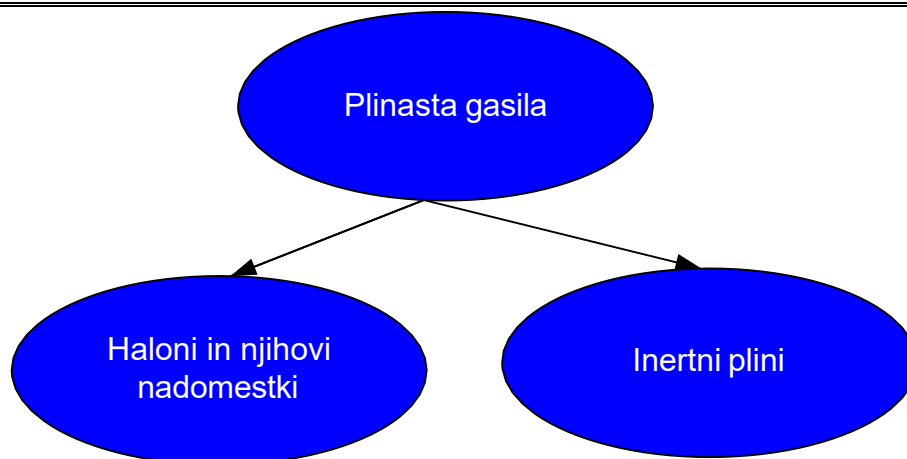 Plinasta gasila
Haloni in njihovi
nadomestki
Inertni plini